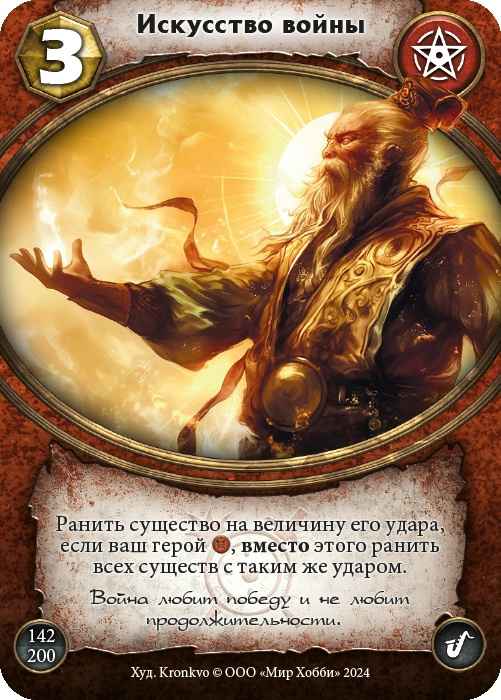 3
Искусство войны
Ранить существо на величину его удара,
если ваш герой , вместо этого ранить
всех существ с таким же ударом.
Война любит победу и не любит
продолжительности.
142
200
Худ. Kronkvo © ООО «Мир Хобби» 2024